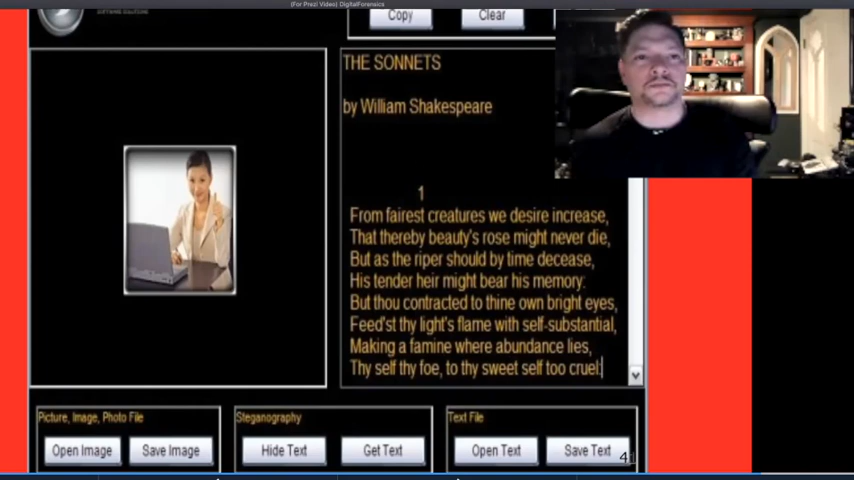 (For Prezi Video) DigitalForensics
Copy
Clear
THE SONNETS
by William Shakespeare
1
From fairest creatures we desire increase,
That thereby beauty's rose might never die,
But as the riper should by time decease,
His tender heir might bear his memory:
But thou contracted to thine own bright eyes,
Feed'st thy light's flame with self-substantial,
Making a famine where abundance lies,
Thy self thy foe, to thy sweet self too cruel:
Picture, Image, Photo File
Open Image
Save Image
Steganography
Hide Text
Get Text
Text File
Open Text
Save Text
41